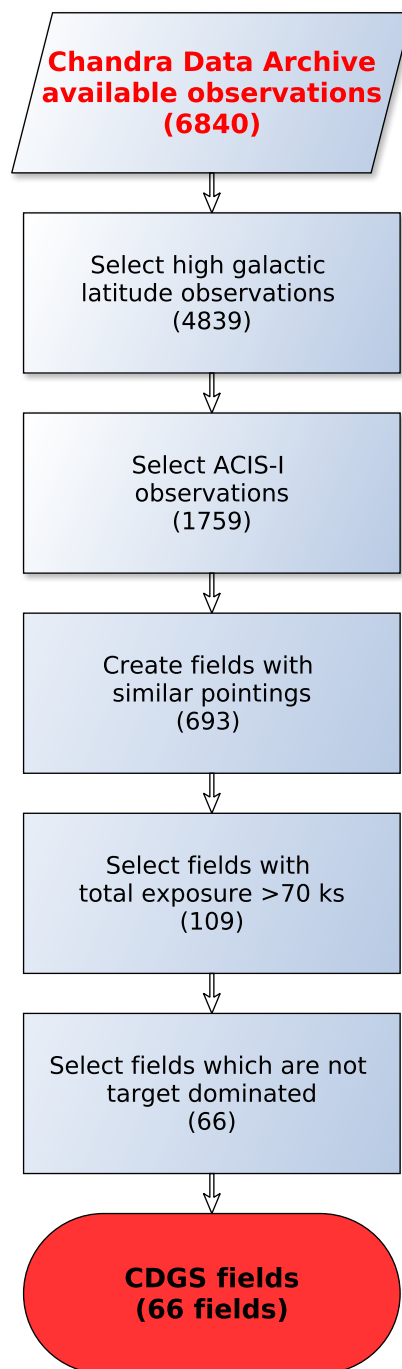 Chandra Data Archive
available observations
(6840)
Select high galactic
latitude observations
(4839)
Select ACIS-I
observations
(1759)
Create fields with
similar pointings
(693)
Select fields with
total exposure >70 ks
(109)
Select fields which are not
target dominated
(66)
CDGS fields
(66 fields)